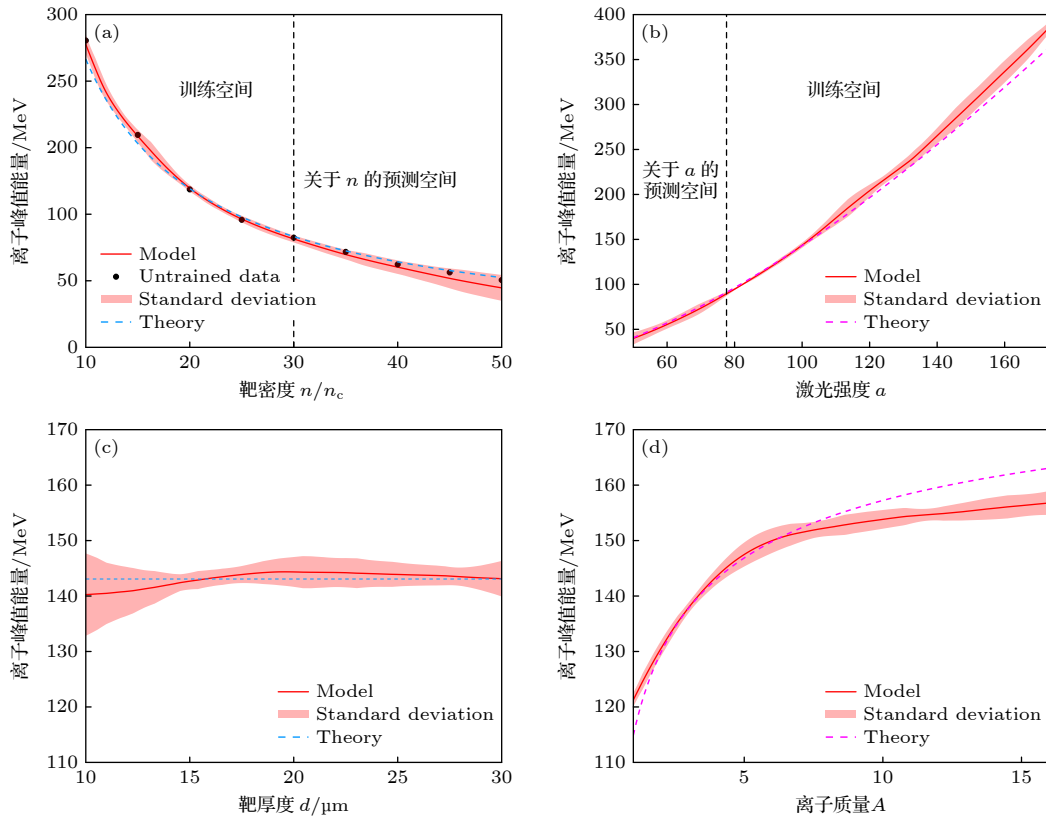 (a)
300
250
200
150
100
50
0
离子峰值能量/MeV
训练空间
关于 n 的预测空间
Model
Untrained data
Standard deviation
Theory
10 20 30 40 50
靶密度 n/nc
(b)
400
350
300
250
200
150
100
50
离子峰值能量/MeV
训练空间
关于 a 的
预测空间
Model
Standard deviation
Theory
60 80 100 120 140 160
激光强度 a
(c)
170
160
150
140
130
120
110
离子峰值能量/MeV
Model
Standard deviation
Theory
10 15 20 25 30
靶厚度 d/µm
(d)
170
160
150
140
130
120
110
离子峰值能量/MeV
Model
Standard deviation
Theory
5 10 15
离子质量A